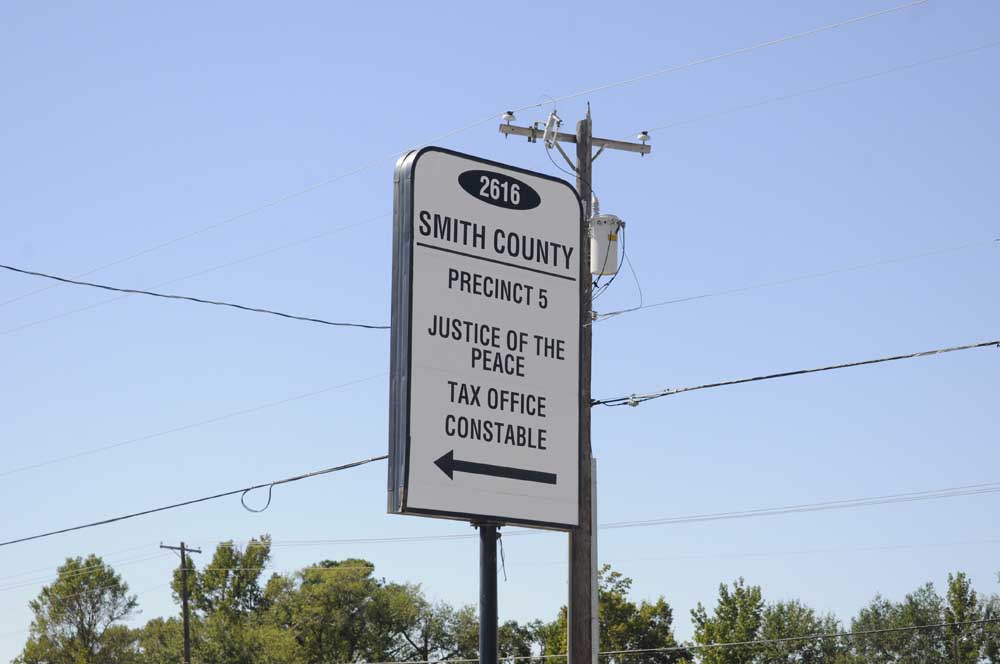 2616
SMITH COUNTY
PRECINCT 5
JUSTICE OF THE
PEACE
TAX OFFICE
CONSTABLE